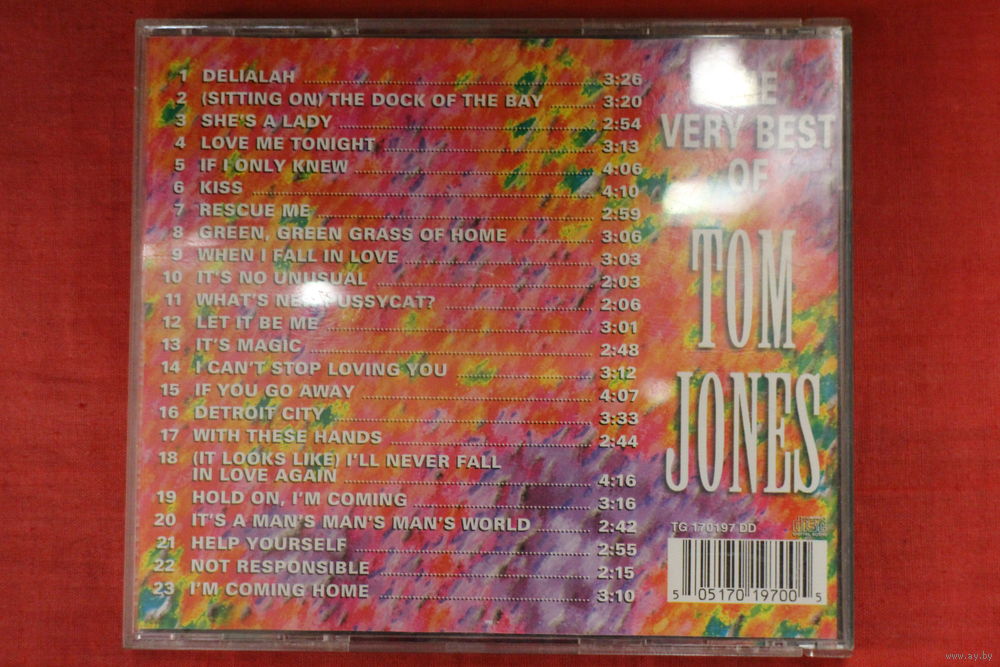 1 DELIALAH 3:26
2 (SITTING ON) THE DOCK OF THE BAY 3:20
3 SHE'S A LADY 2:54
4 LOVE ME TONIGHT 3:13
5 IF I ONLY KNEW 4:06
6 KISS 4:10
7 RESCUE ME 2:59
8 GREEN, GREEN GRASS OF HOME 3:06
9 WHEN I FALL IN LOVE 3:03
10 IT'S NO UNUSUAL 2:03
11 WHAT'S NEW PUSSYCAT? 2:06
12 LET IT BE ME 3:01
13 IT'S MAGIC 2:48
14 I CAN'T STOP LOVING YOU 3:12
15 IF YOU GO AWAY 4:07
16 DETROIT CITY 3:33
17 WITH THESE HANDS 2:44
18 (IT LOOKS LIKE) I'LL NEVER FALL
IN LOVE AGAIN 4:16
19 HOLD ON, I'M COMING 3:16
20 IT'S A MAN'S MAN'S MAN'S WORLD 2:42
21 HELP YOURSELF 2:55
22 NOT RESPONSIBLE 2:15
23 I'M COMING HOME 3:10
THE
VERY BEST
OF
TOM
JONES
TG 170197 DD
5 05170 19700 5
www.ay.by